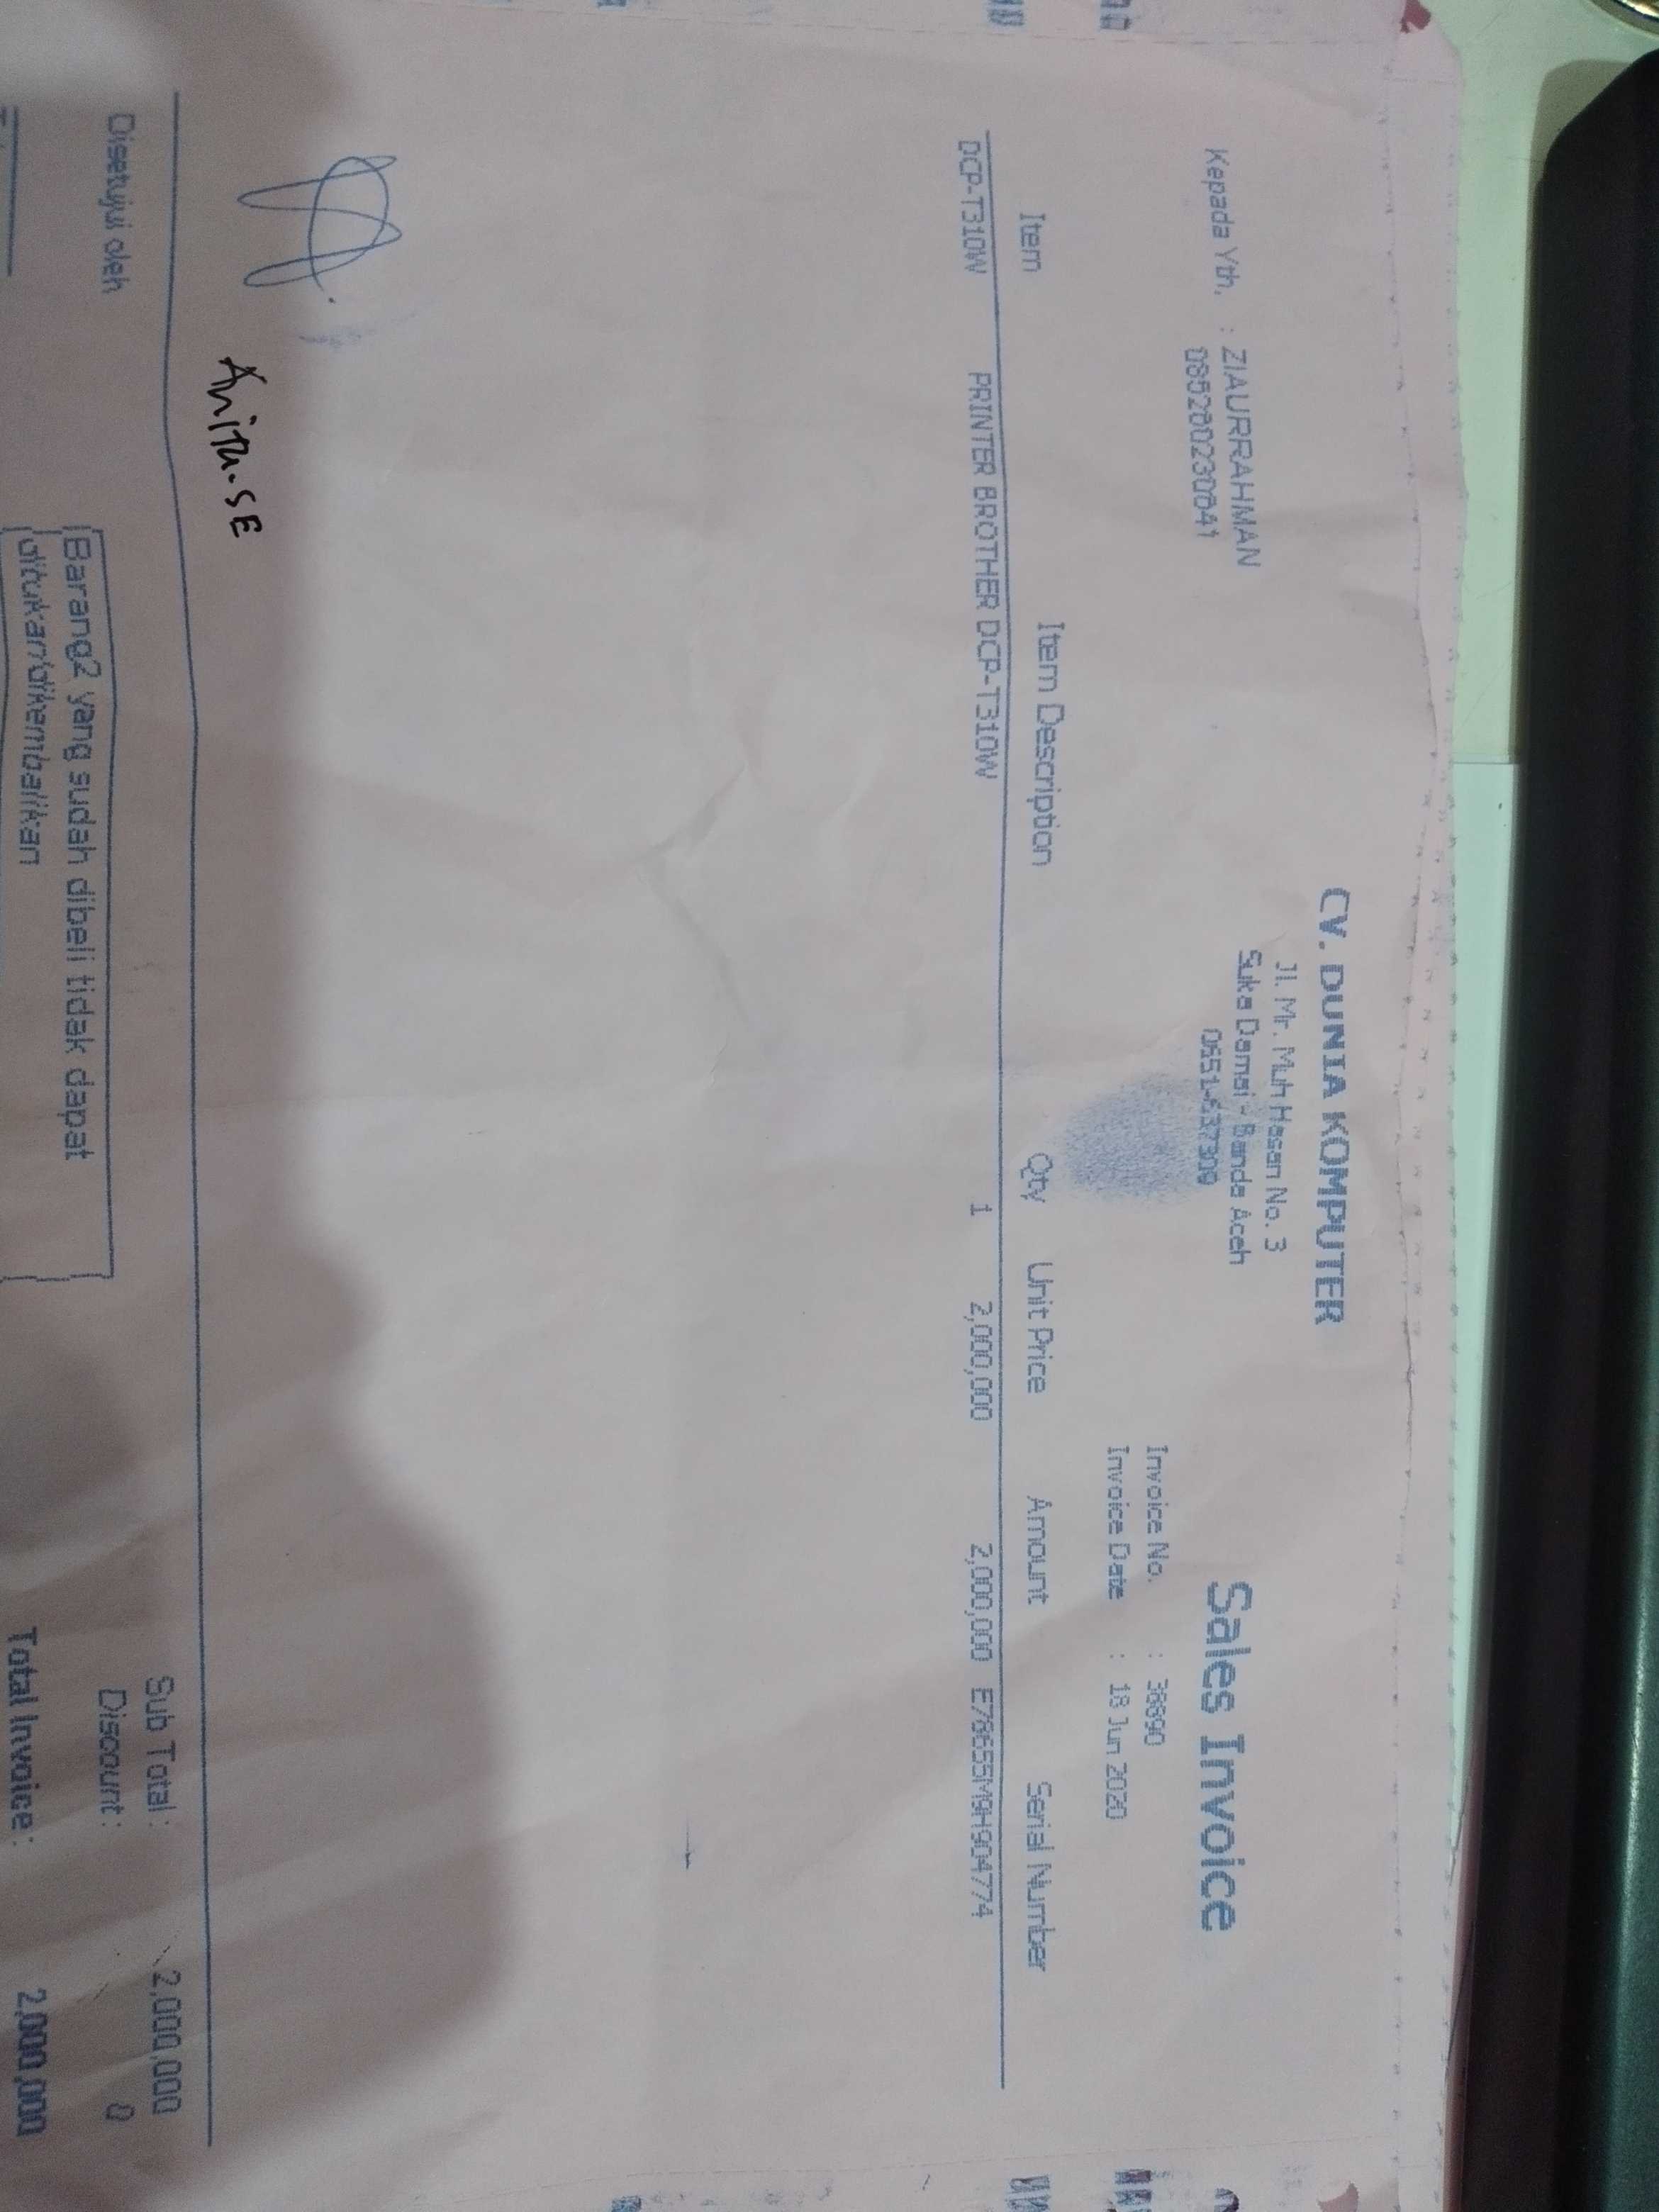 CV. DUNIA KOMPUTER
Jl. Mr. Muh Hasan No. 3
Suka Damai - Banda Aceh
0651-637309
Sales Invoice
Kepada Yth. : ZIAURRAHMAN
Invoice No. : 38690
Invoice Date : 18 Jun 2020
Item Item Description Qty Unit Price Amount Serial Number
DCP-T310W PRINTER BROTHER DCP-T310W 1 2,000,000 2,000,000 E78655M9H904774
Anita.SE
Disetujui oleh
Barang2 yang sudah dibeli tidak dapat
ditukar/dikembalikan
Sub Total : 2,000,000
Discount : 0
Total Invoice : 2,000,000